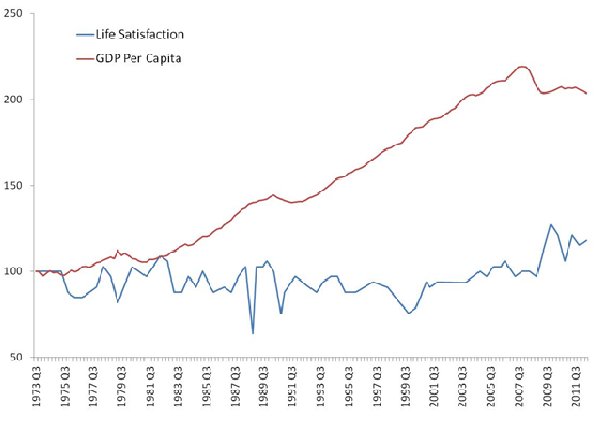 250
200
150
100
50
Life Satisfaction
GDP Per Capita
1973 Q3
1975 Q3
1977 Q3
1979 Q3
1981 Q3
1983 Q3
1985 Q3
1987 Q3
1989 Q3
1991 Q3
1993 Q3
1995 Q3
1997 Q3
1999 Q3
2001 Q3
2003 Q3
2005 Q3
2007 Q3
2009 Q3
2011 Q3